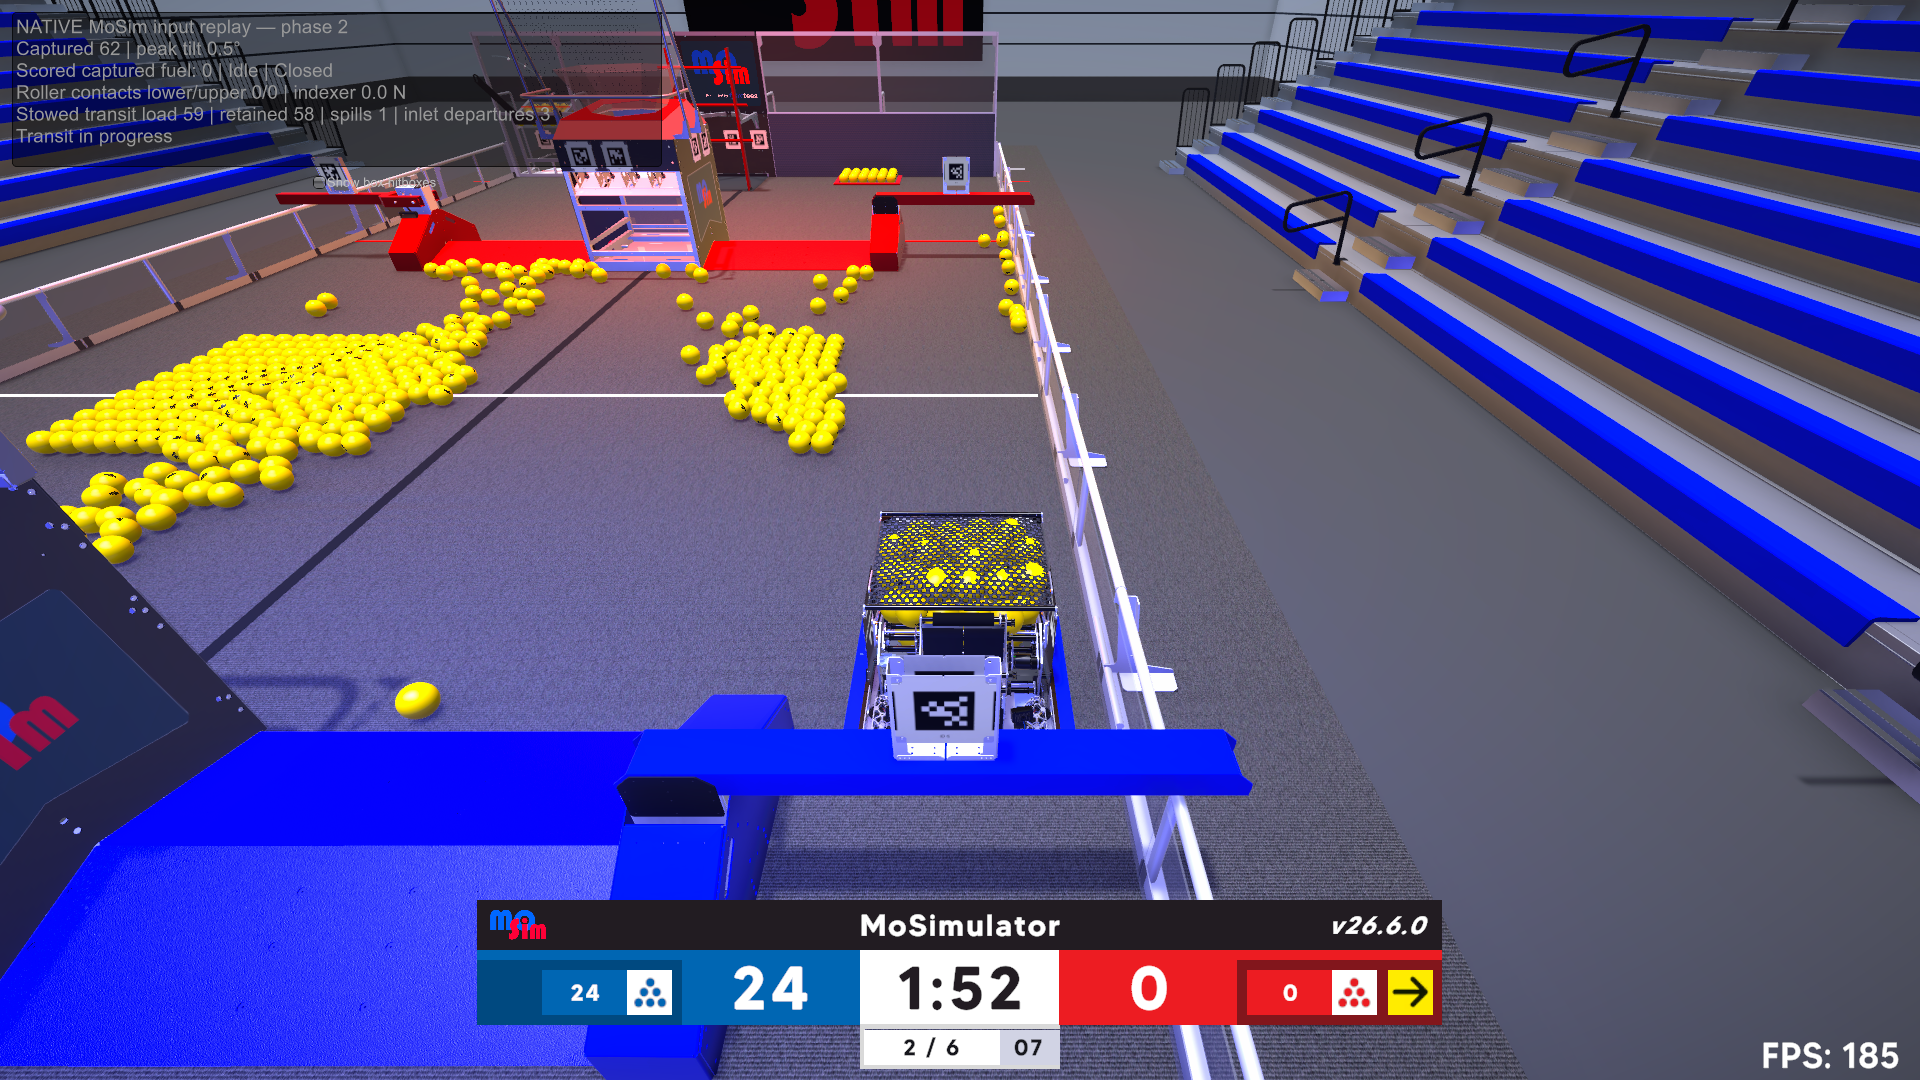 NATIVE MoSim input replay — phase 2
Captured 62 | peak tilt 0.5°
Scored captured fuel: 0 | Idle | Closed
Roller contacts lower/upper 0/0 | indexer 0.0 N
Stowed transit load 59 | retained 58 | spills 1 | inlet departures 3
Transit in progress
Show box hitboxes
mo
sim
MoSimulator
v26.6.0
24
24
1:52
0
0
2 / 6
07
FPS: 185